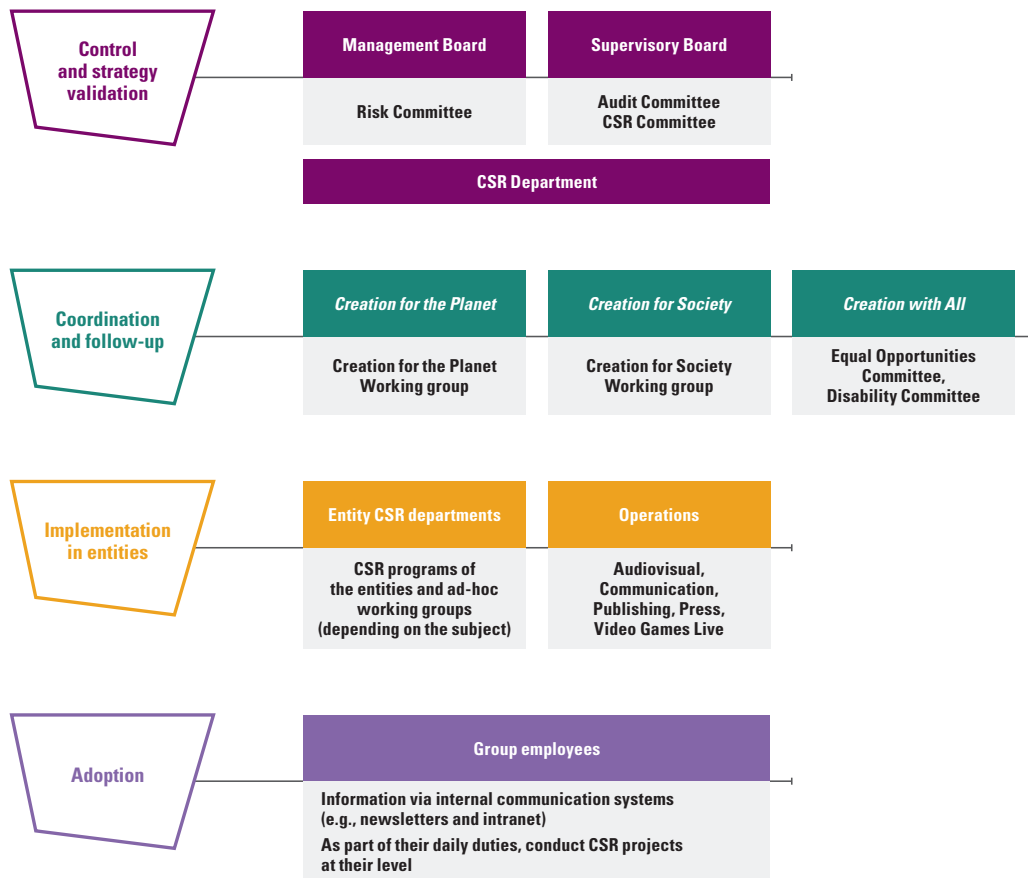 Control
and strategy
validation
Management Board
Supervisory Board
Risk Committee
Audit Committee
CSR Committee
CSR Department
Coordination
and follow-up
Creation for the Planet
Creation for Society
Creation with All
Creation for the Planet
Working group
Creation for Society
Working group
Equal Opportunities
Committee,
Disability Committee
Implementation
in entities
Entity CSR departments
Operations
CSR programs of
the entities and ad-hoc
working groups
(depending on the subject)
Audiovisual,
Communication,
Publishing, Press,
Video Games Live
Adoption
Group employees
Information via internal communication systems
(e.g., newsletters and intranet)
As part of their daily duties, conduct CSR projects
at their level